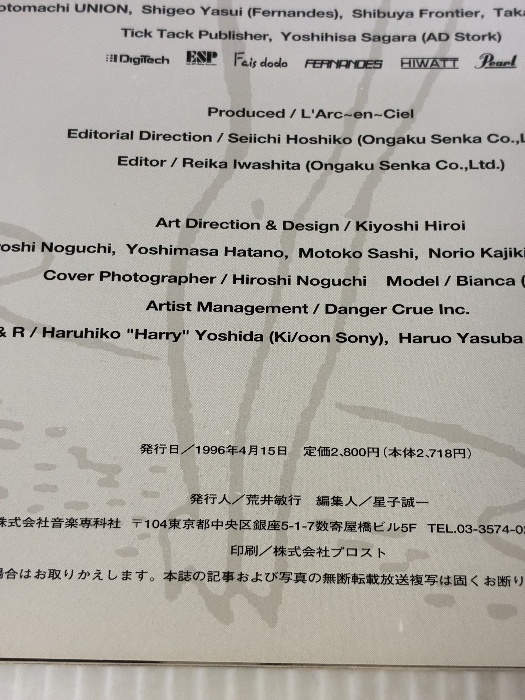 otomachi UNION, Shigeo Yasui (Fernandes), Shibuya Frontier, Taka
Tick Tack Publisher, Yoshihisa Sagara (AD Stork)
DigiTech ESP Fais dodo FERNANDES HIWATT Pearl
Produced / L'Arc~en~Ciel
Editorial Direction / Seiichi Hoshiko (Ongaku Senka Co.,L
Editor / Reika Iwashita (Ongaku Senka Co.,Ltd.)
Art Direction & Design / Kiyoshi Hiroi
oshi Noguchi, Yoshimasa Hatano, Motoko Sashi, Norio Kajiki
Cover Photographer / Hiroshi Noguchi Model / Bianca (
Artist Management / Danger Crue Inc.
& R / Haruhiko "Harry" Yoshida (Ki/oon Sony), Haruo Yasuba
発行日／1996年4月15日 定価2,800円(本体2,718円)
発行人／荒井敏行 編集人／星子誠一
株式会社音楽専科社 〒104東京都中央区銀座5-1-7数寄屋橋ビル5F TEL.03-3574-0
印刷／株式会社プロスト
場合はお取りかえします。本誌の記事および写真の無断転載放送複写は固くお断り